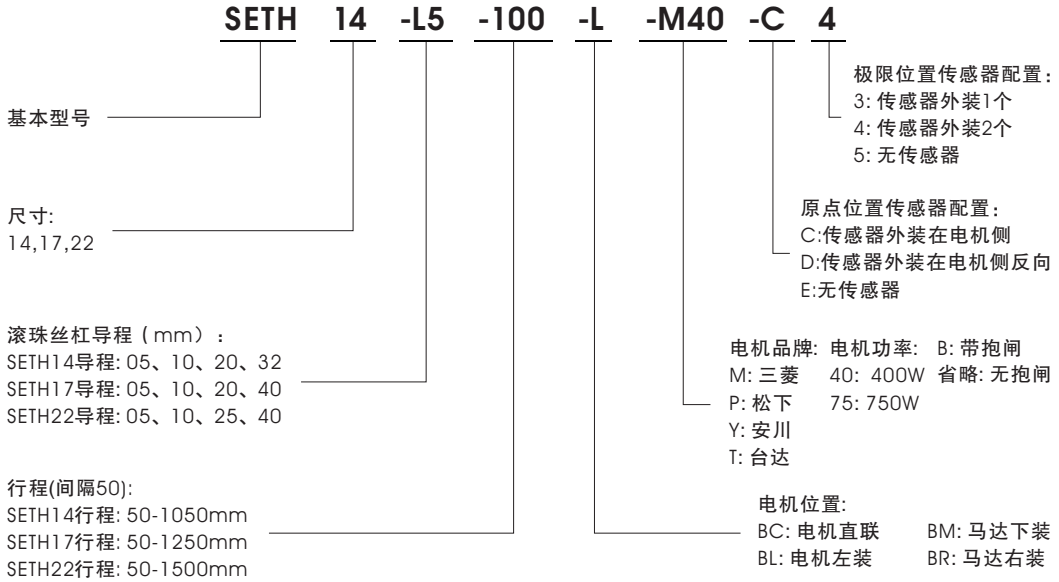 SETH 14 -L5 -100 -L -M40 -C 4
基本型号
尺寸:
14,17,22
滚珠丝杠导程（mm）:
SETH14导程: 05、10、20、32
SETH17导程: 05、10、20、40
SETH22导程: 05、10、25、40
行程(间隔50):
SETH14行程: 50-1050mm
SETH17行程: 50-1250mm
SETH22行程: 50-1500mm
极限位置传感器配置:
3: 传感器外装1个
4: 传感器外装2个
5: 无传感器
原点位置传感器配置:
C:传感器外装在电机侧
D:传感器外装在电机侧反向
E:无传感器
电机品牌: 电机功率: B: 带抱闸
M: 三菱 40: 400W 省略: 无抱闸
P: 松下 75: 750W
Y: 安川
T: 台达
电机位置:
BC: 电机直联 BM: 马达下装
BL: 电机左装 BR: 马达右装